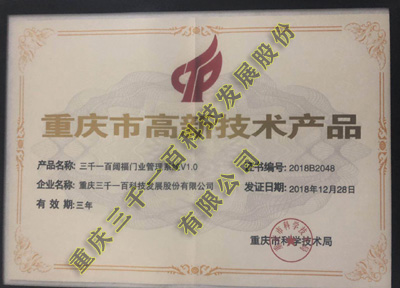 重庆市高新技术产品
产品名称: 三千一百阔福门业管理系统V1.0
证书编号: 2018B2048
企业名称: 重庆三千一百科技发展股份有限公司
发证日期: 2018年12月28日
有 效 期: 三年
重庆市科学技术局
重庆三千一百科技发展股份
有限公司